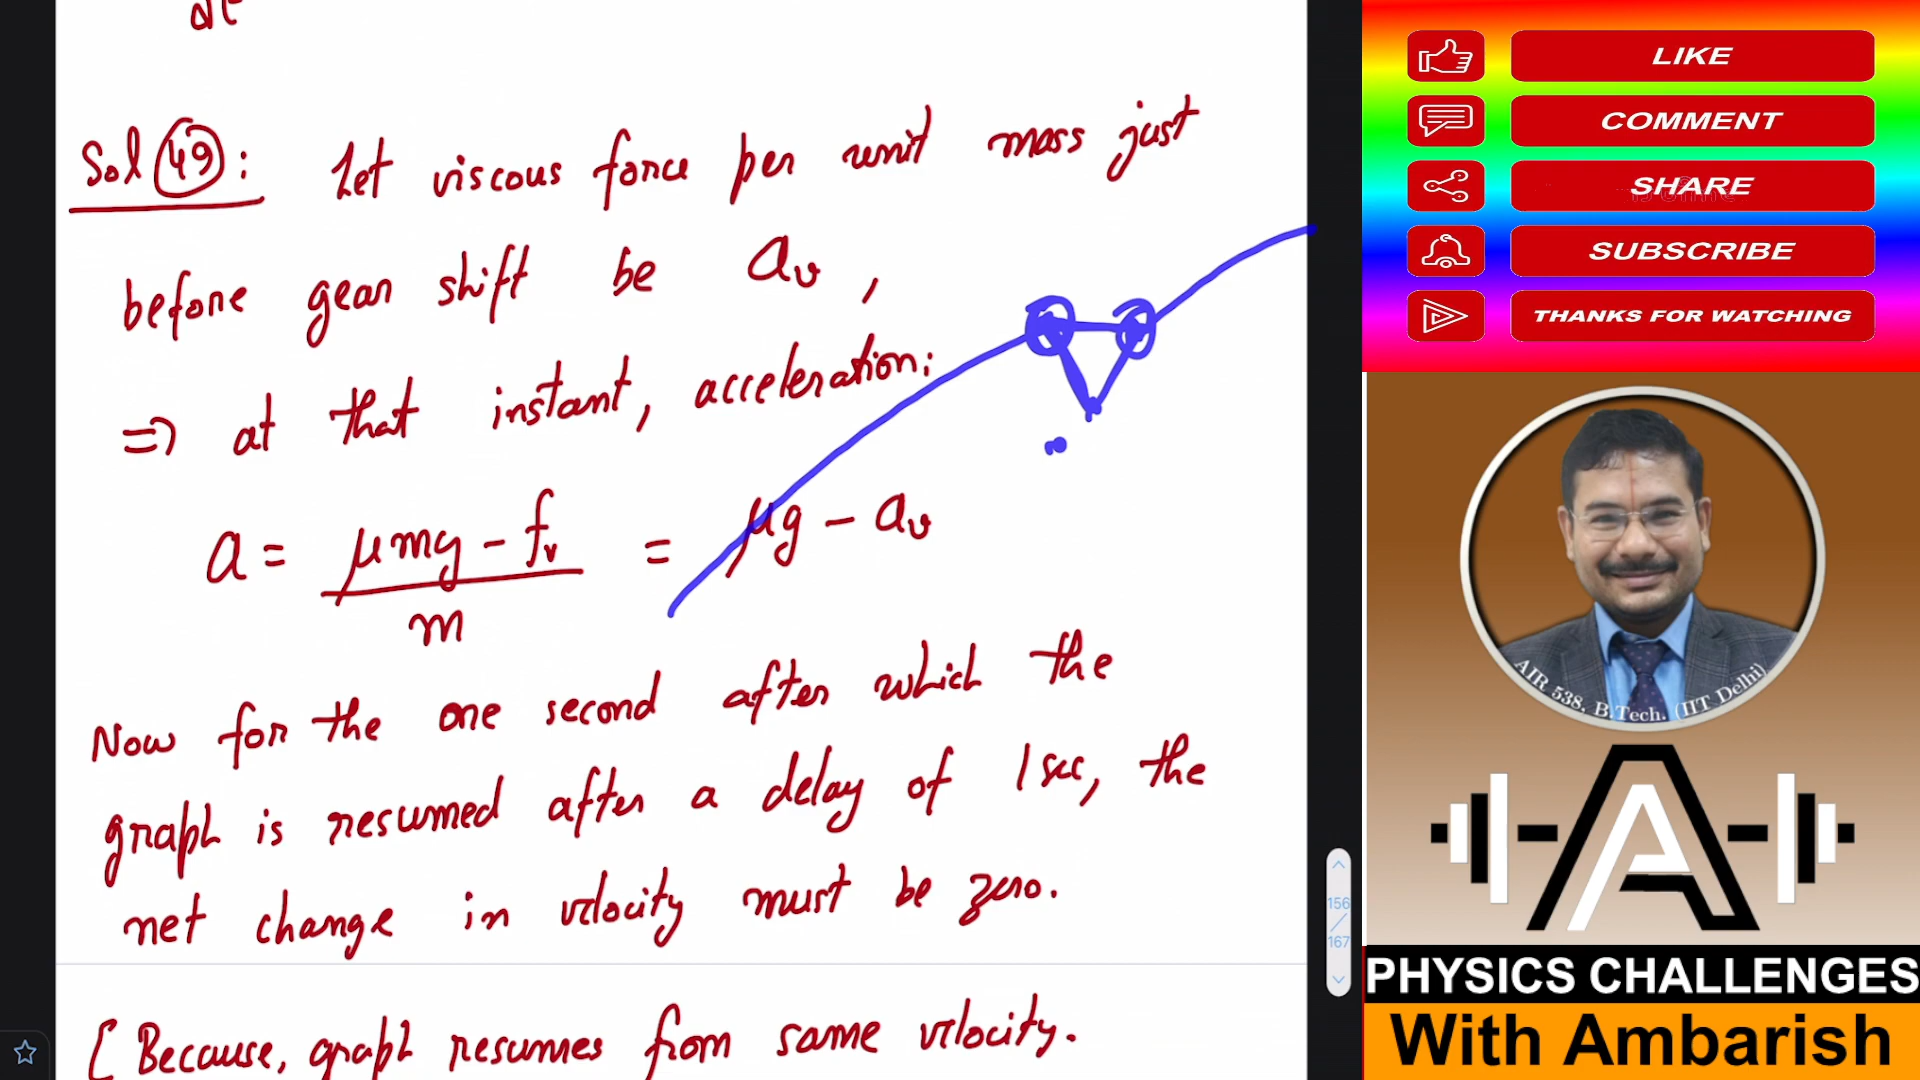 Sol 49: Let viscous force per unit mass just
before gear shift be a_v,
=> at that instant, acceleration:
a = (μmg - f_v)/m = μg - a_v
Now for the one second after which the
graph is resumed after a delay of 1 sec, the
net change in velocity must be zero.
[Because, graph resumes from same velocity.
156
/
167
LIKE
COMMENT
SHARE
SUBSCRIBE
THANKS FOR WATCHING
AIR 538, B.Tech. (IIT Delhi)
A
PHYSICS CHALLENGES
With Ambarish